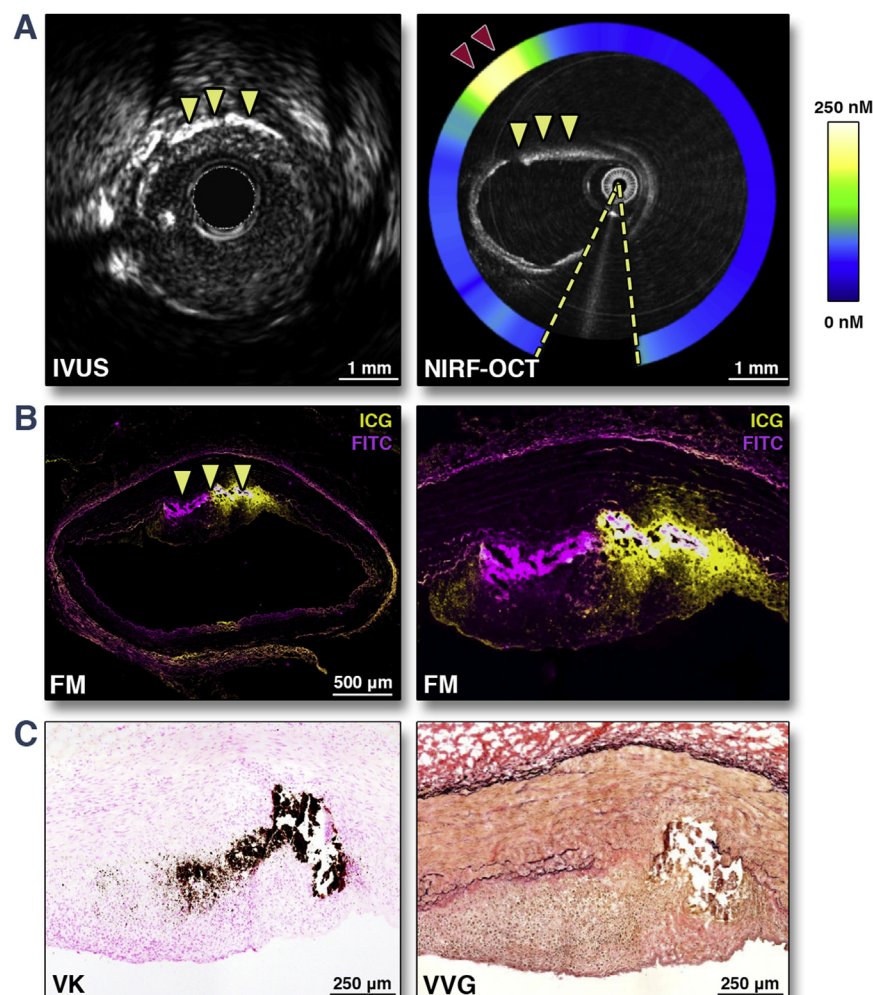 A
IVUS
1 mm
NIRF-OCT
1 mm
250 nM
0 nM
B
ICG
FITC
FM
500 µm
ICG
FITC
FM
C
VK
250 µm
VVG
250 µm